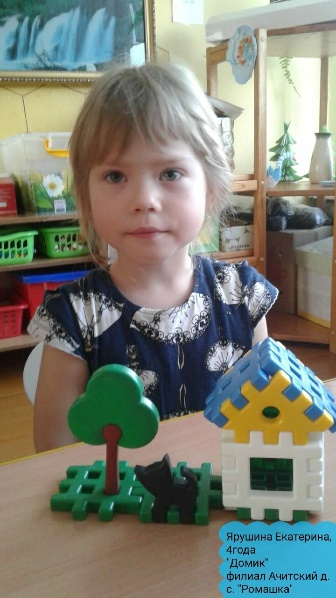 Ярушина Екатерина,
4года
"Домик"
филиал Ачитский д.
с. "Ромашка"